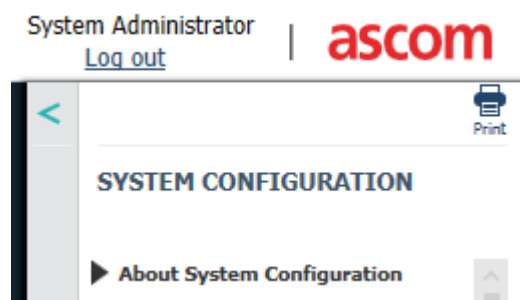 System Administrator
Log out
ascom
Print
SYSTEM CONFIGURATION
About System Configuration